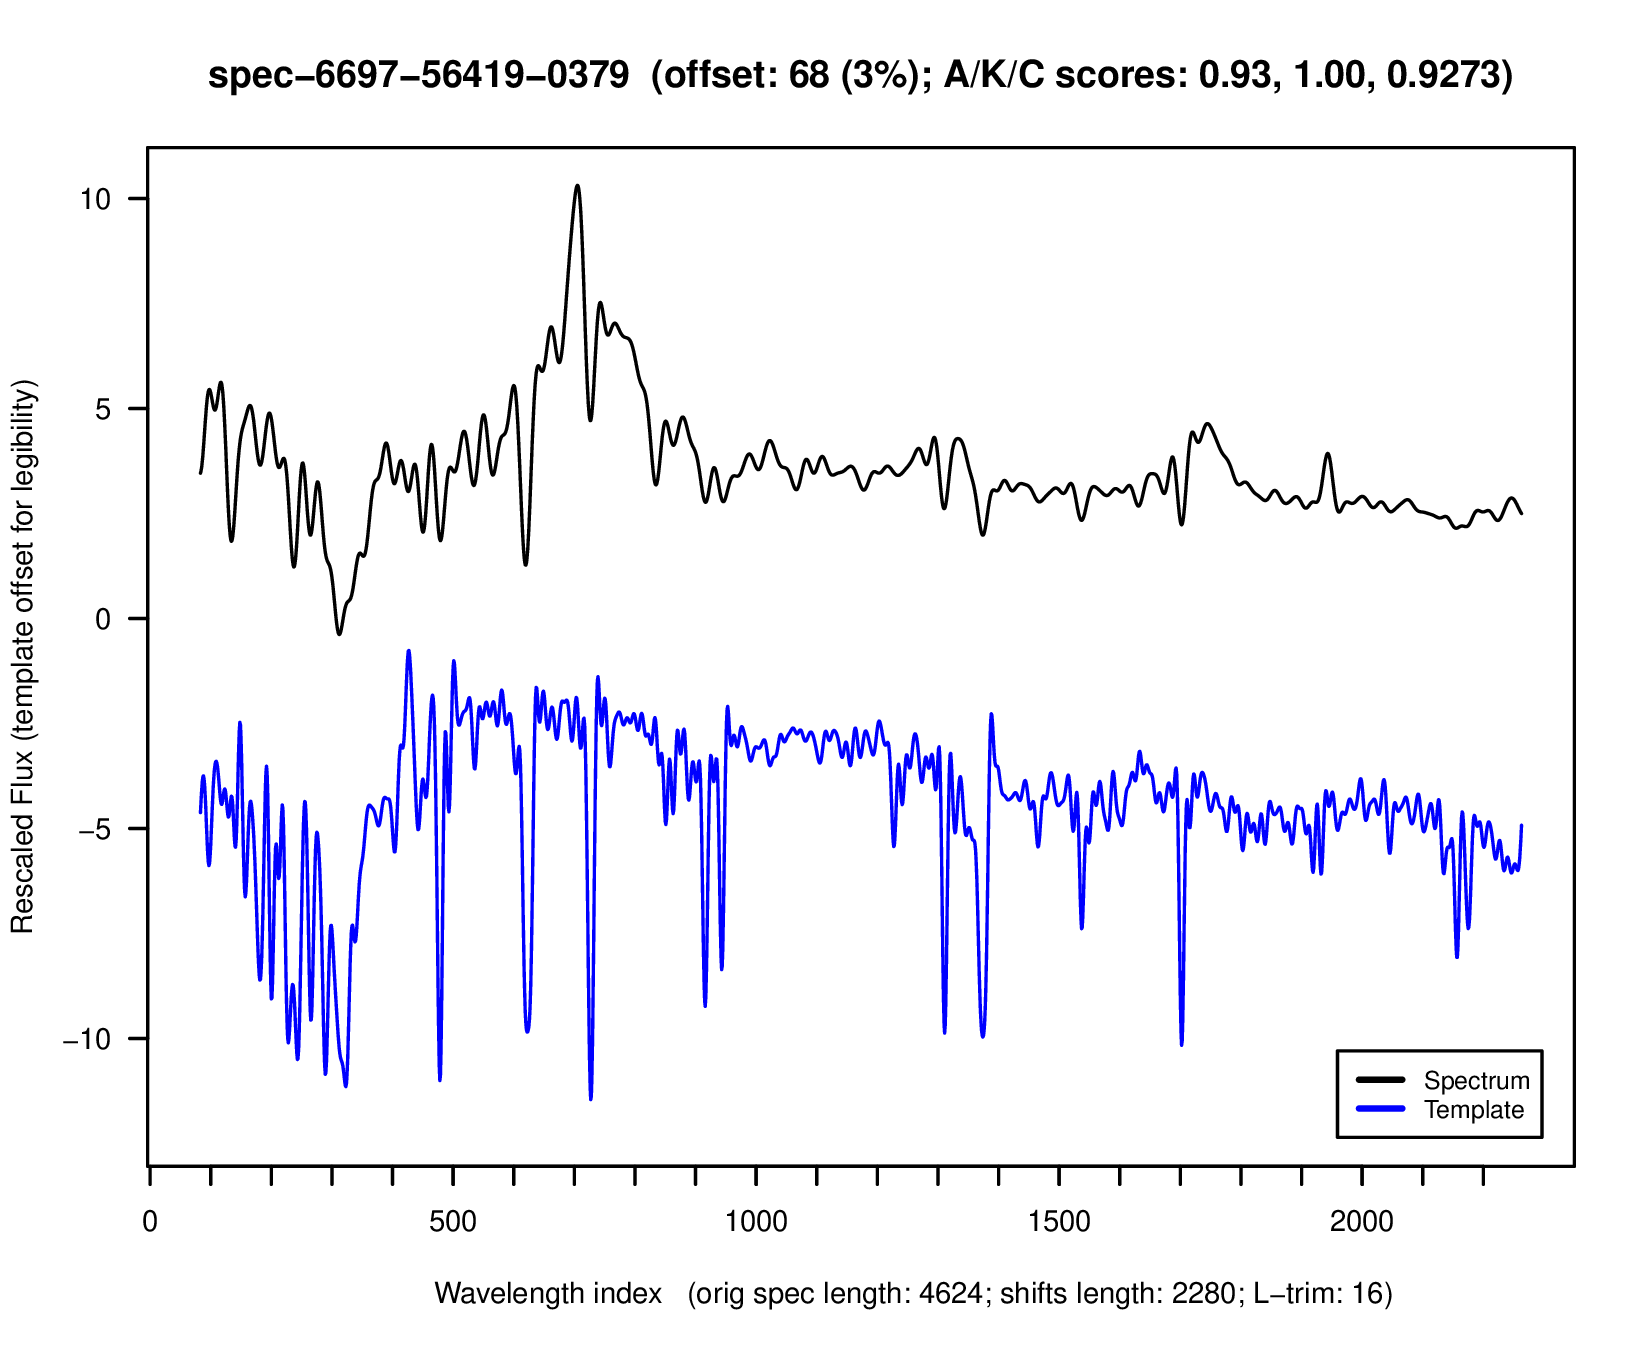 spec−6697−56419−0379 (offset: 68 (3%); A/K/C scores: 0.93, 1.00, 0.9273)
Rescaled Flux (template offset for legibility)
10
5
0
−5
−10
Spectrum
Template
0 500 1000 1500 2000
Wavelength index (orig spec length: 4624; shifts length: 2280; L−trim: 16)